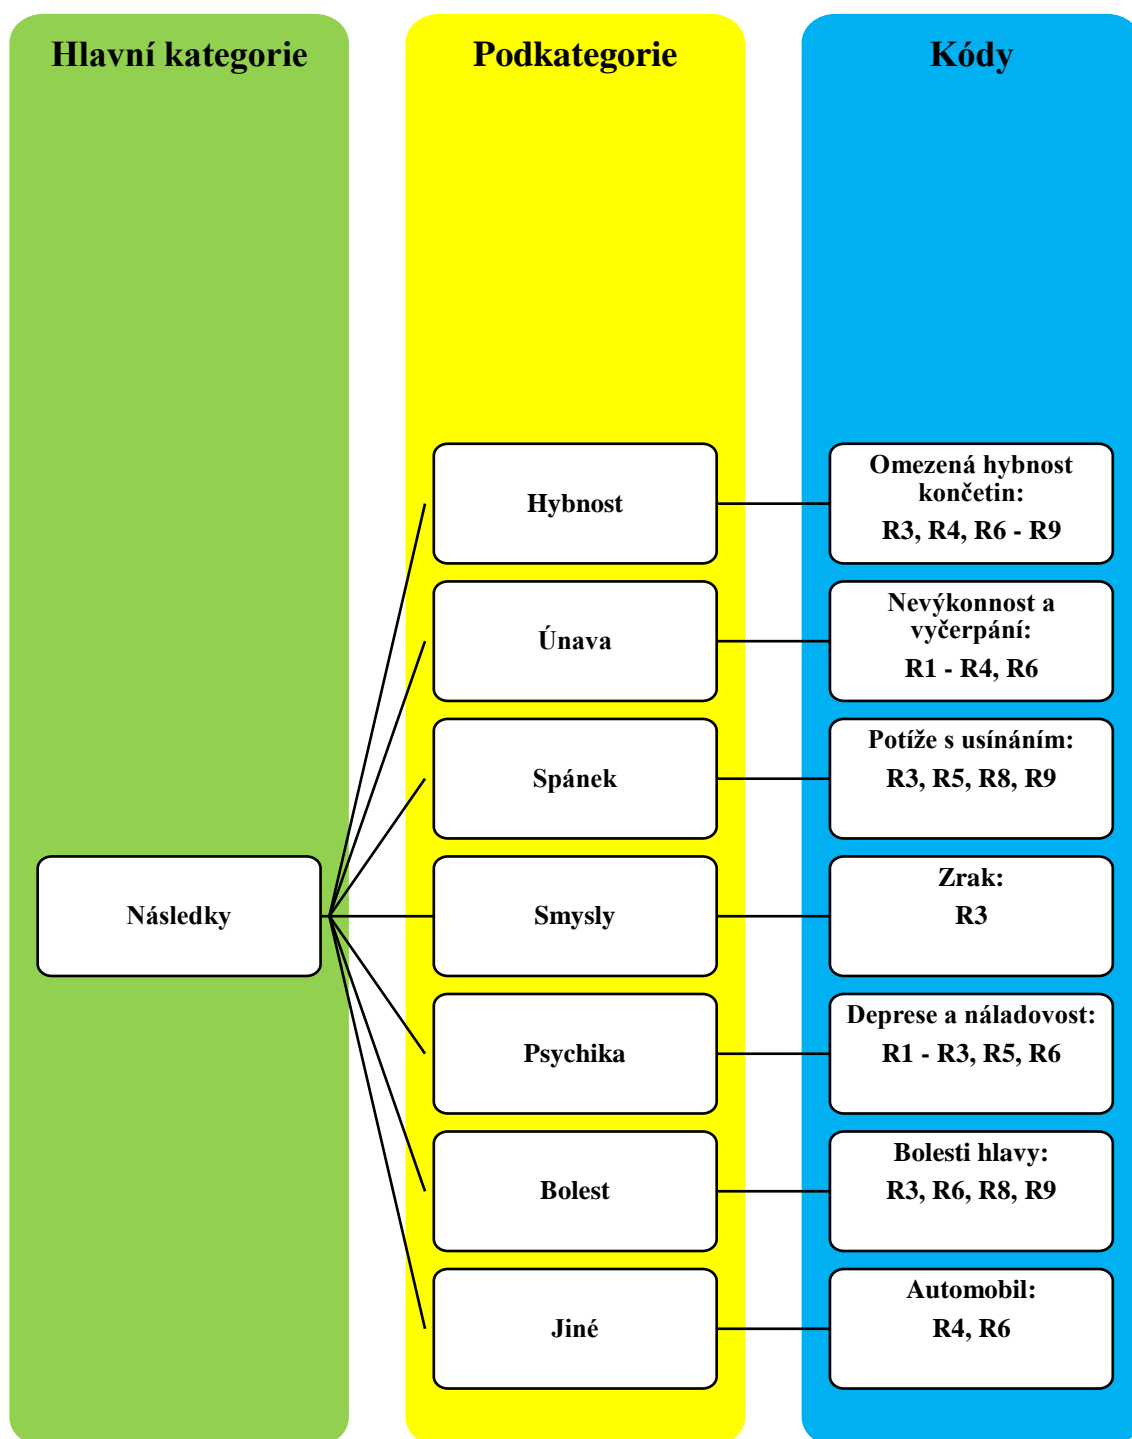 Hlavní kategorie
Podkategorie
Kódy
Následky
Hybnost
Omezená hybnost
končetin:
R3, R4, R6 - R9
Únava
Nevýkonnost a
vyčerpání:
R1 - R4, R6
Spánek
Potíže s usínáním:
R3, R5, R8, R9
Smysly
Zrak:
R3
Psychika
Deprese a náladovost:
R1 - R3, R5, R6
Bolest
Bolesti hlavy:
R3, R6, R8, R9
Jiné
Automobil:
R4, R6